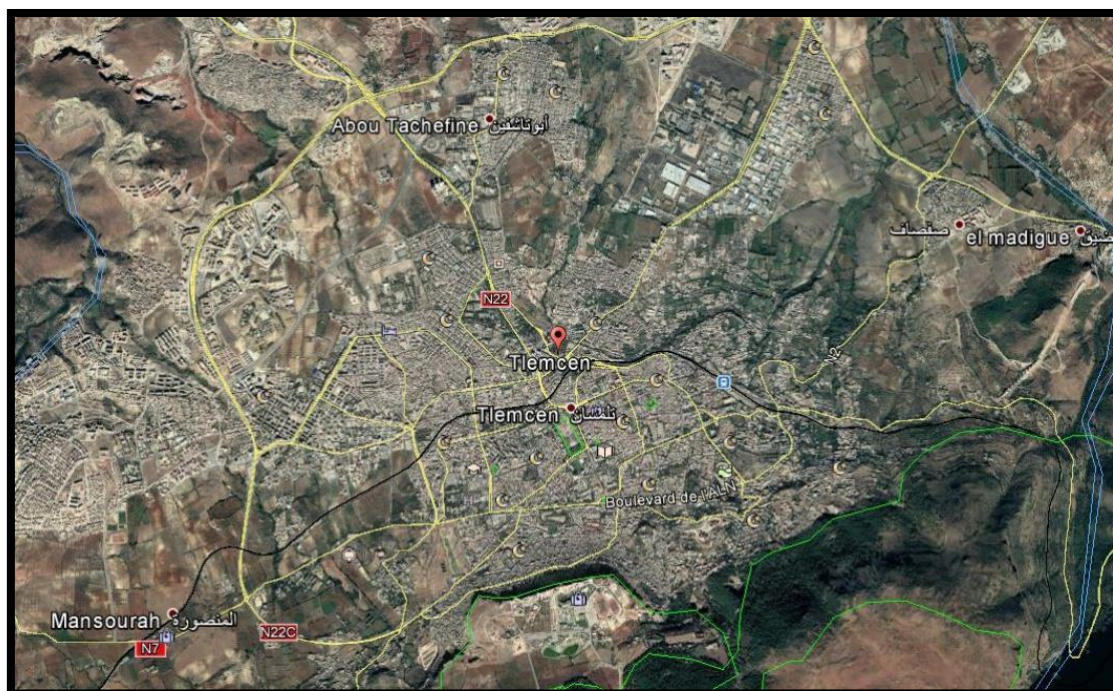 Abou Tachefine أبوتاشفين
صفصاف
el madigue
N22
Tlemcen
Tlemcen تلمسان
Boulevard de l'ALN
Mansourah المنصورة
N22C
N7